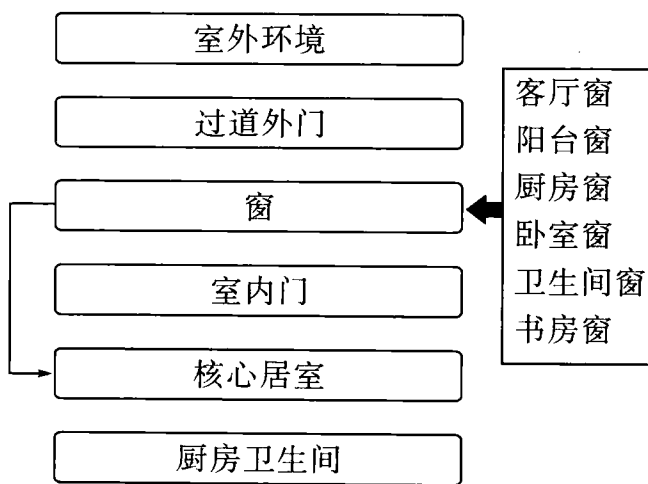 室外环境
过道外门
窗
室内门
核心居室
厨房卫生间
客厅窗
阳台窗
厨房窗
卧室窗
卫生间窗
书房窗